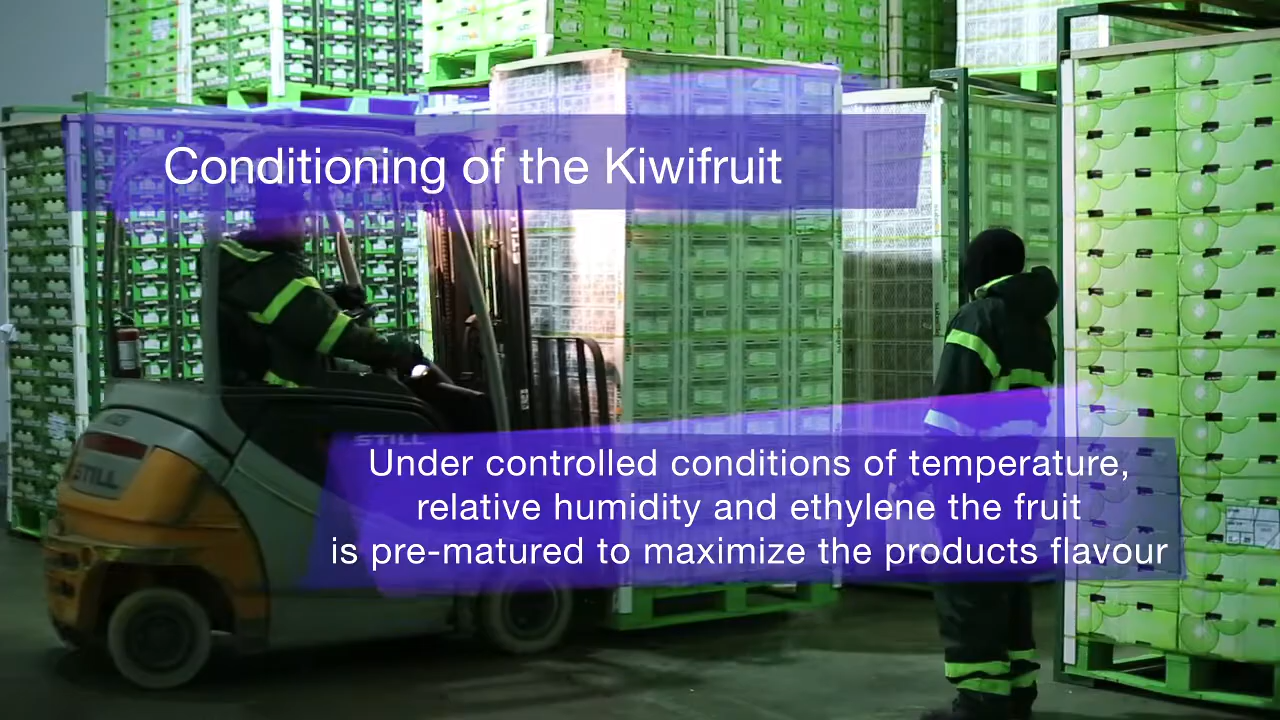 Conditioning of the Kiwifruit
STILL
STILL
STILL
Under controlled conditions of temperature,
relative humidity and ethylene the fruit
is pre-matured to maximize the products flavour